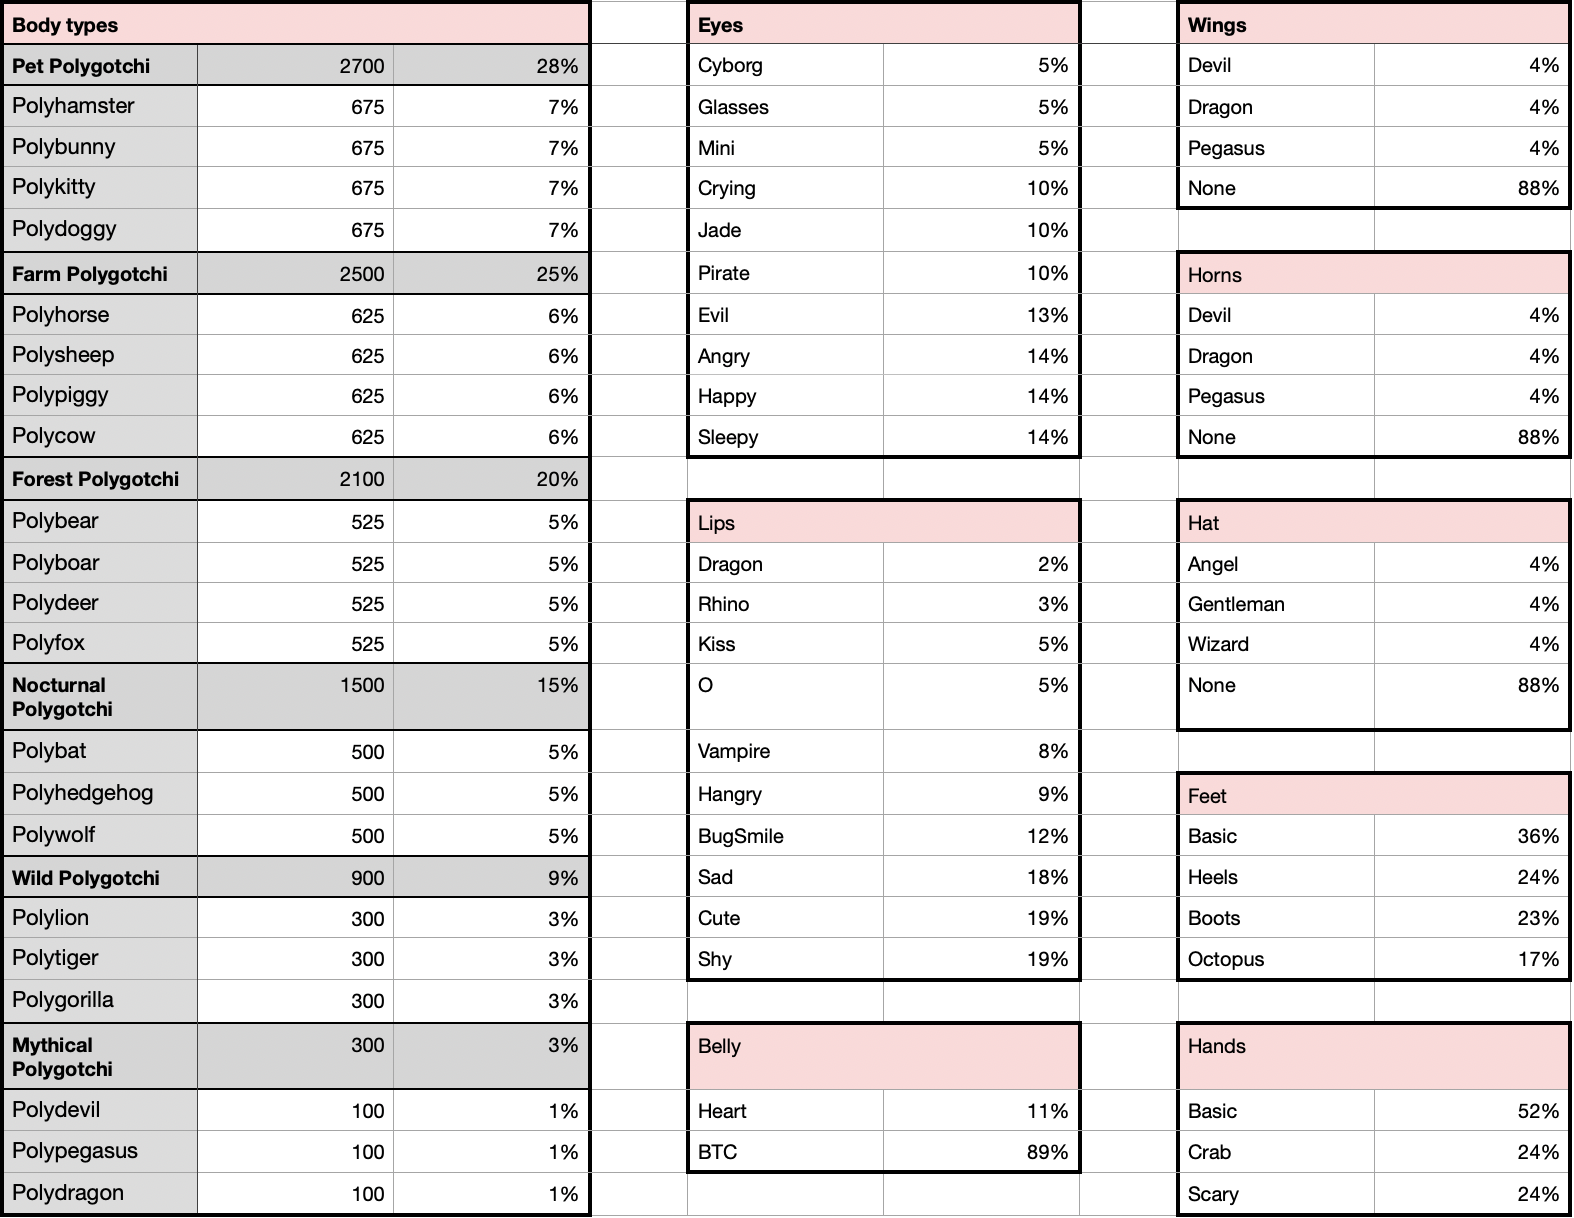 Body types
Pet Polygotchi 2700 28%
Polyhamster 675 7%
Polybunny 675 7%
Polykitty 675 7%
Polydoggy 675 7%
Farm Polygotchi 2500 25%
Polyhorse 625 6%
Polysheep 625 6%
Polypiggy 625 6%
Polycow 625 6%
Forest Polygotchi 2100 20%
Polybear 525 5%
Polyboar 525 5%
Polydeer 525 5%
Polyfox 525 5%
Nocturnal 1500 15%
Polygotchi
Polybat 500 5%
Polyhedgehog 500 5%
Polywolf 500 5%
Wild Polygotchi 900 9%
Polylion 300 3%
Polytiger 300 3%
Polygorilla 300 3%
Mythical 300 3%
Polygotchi
Polydevil 100 1%
Polypegasus 100 1%
Polydragon 100 1%
Eyes
Cyborg 5%
Glasses 5%
Mini 5%
Crying 10%
Jade 10%
Pirate 10%
Evil 13%
Angry 14%
Happy 14%
Sleepy 14%
Lips
Dragon 2%
Rhino 3%
Kiss 5%
O 5%
Vampire 8%
Hangry 9%
BugSmile 12%
Sad 18%
Cute 19%
Shy 19%
Belly
Heart 11%
BTC 89%
Wings
Devil 4%
Dragon 4%
Pegasus 4%
None 88%
Horns
Devil 4%
Dragon 4%
Pegasus 4%
None 88%
Hat
Angel 4%
Gentleman 4%
Wizard 4%
None 88%
Feet
Basic 36%
Heels 24%
Boots 23%
Octopus 17%
Hands
Basic 52%
Crab 24%
Scary 24%